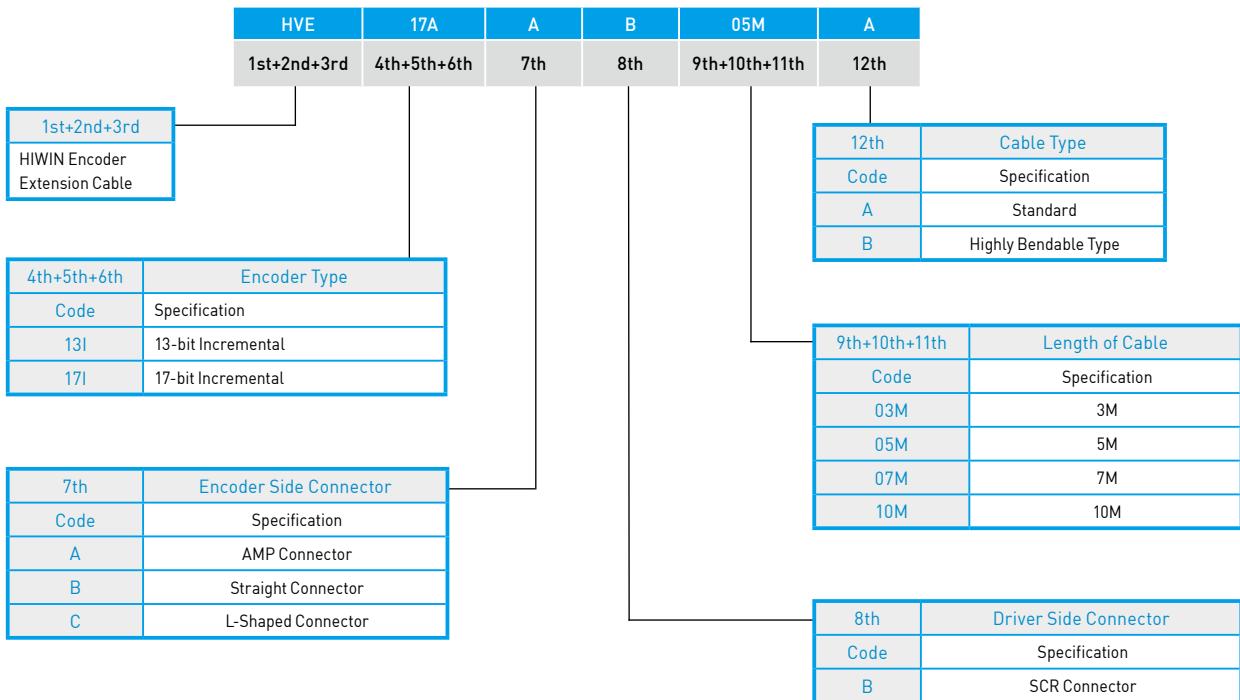 HVE 17A A B 05M A
1st+2nd+3rd 4th+5th+6th 7th 8th 9th+10th+11th 12th
1st+2nd+3rd
HIWIN Encoder
Extension Cable
12th Cable Type
Code Specification
A Standard
B Highly Bendable Type
4th+5th+6th Encoder Type
Code Specification
13I 13-bit Incremental
17I 17-bit Incremental
9th+10th+11th Length of Cable
Code Specification
03M 3M
05M 5M
07M 7M
10M 10M
7th Encoder Side Connector
Code Specification
A AMP Connector
B Straight Connector
C L-Shaped Connector
8th Driver Side Connector
Code Specification
B SCR Connector